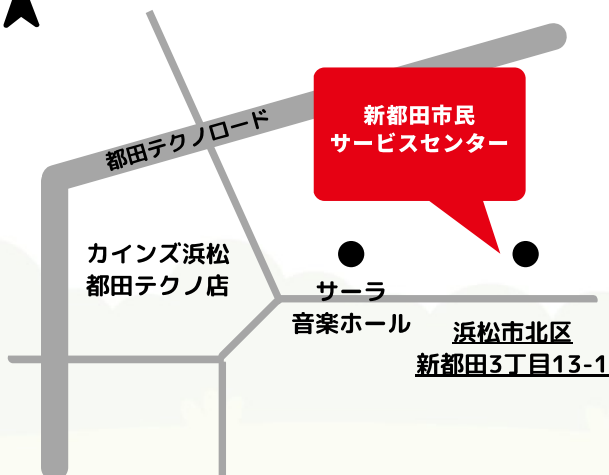 都田テクノロード
新都田市民
サービスセンター
カインズ浜松
都田テクノ店
サーラ
音楽ホール
浜松市北区
新都田3丁目13-1